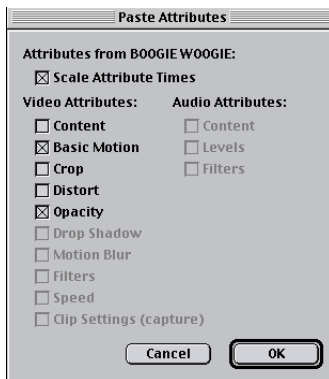 Paste Attributes
Attributes from BOOGIE WOOGIE:
Scale Attribute Times
Video Attributes:
Content
Basic Motion
Crop
Distort
Opacity
Drop Shadow
Motion Blur
Filters
Speed
Clip Settings (capture)
Audio Attributes:
Content
Levels
Filters
Cancel
OK